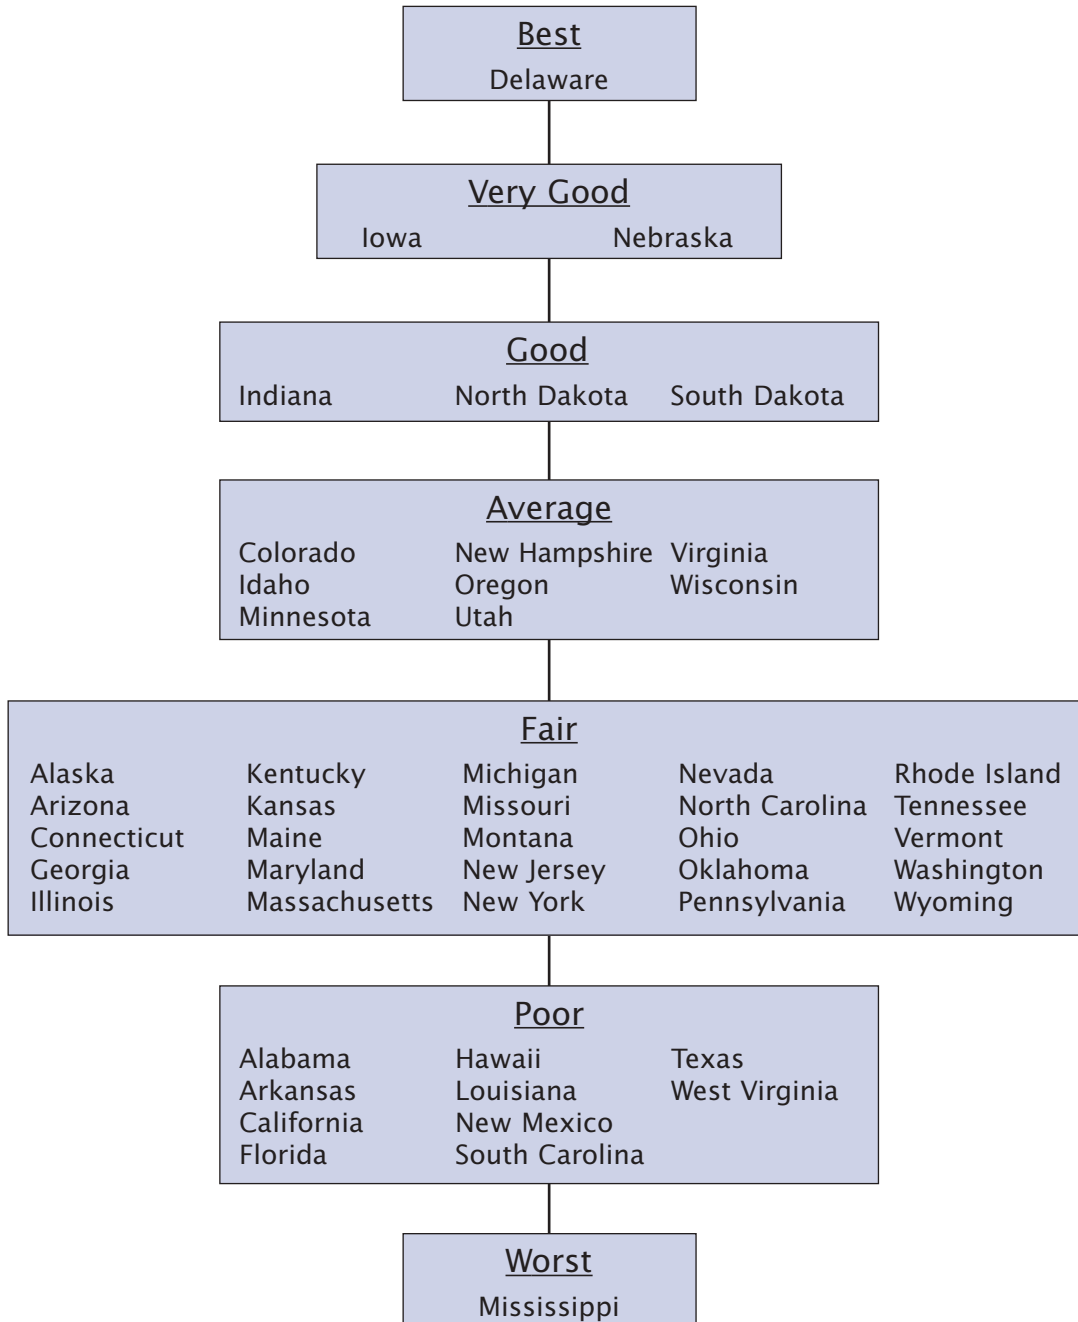 Best
Delaware
Very Good
Iowa Nebraska
Good
Indiana North Dakota South Dakota
Average
Colorado New Hampshire Virginia
Idaho Oregon Wisconsin
Minnesota Utah
Fair
Alaska Kentucky Michigan Nevada Rhode Island
Arizona Kansas Missouri North Carolina Tennessee
Connecticut Maine Montana Ohio Vermont
Georgia Maryland New Jersey Oklahoma Washington
Illinois Massachusetts New York Pennsylvania Wyoming
Poor
Alabama Hawaii Texas
Arkansas Louisiana West Virginia
California New Mexico
Florida South Carolina
Worst
Mississippi